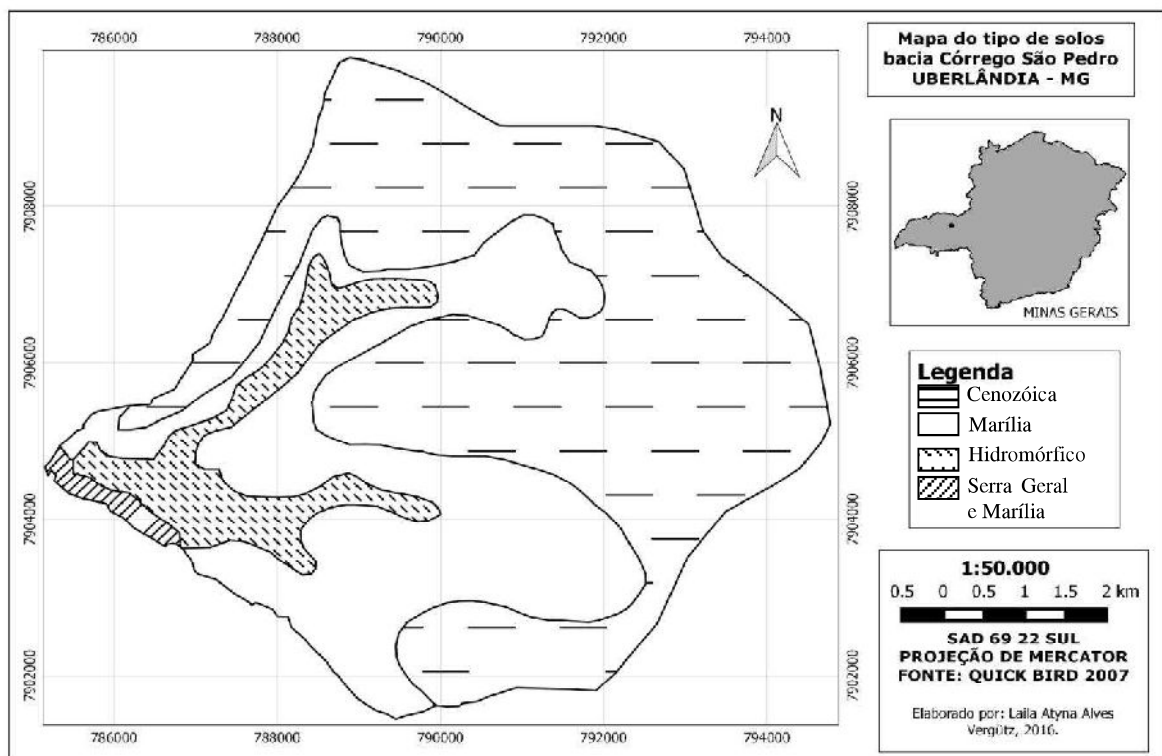 786000 788000 790000 792000 794000
7908000
7906000
7904000
7902000
N
7908000
7906000
7904000
7902000
786000 788000 790000 792000 794000
Mapa do tipo de solos
bacia Córrego São Pedro
UBERLÂNDIA - MG
MINAS GERAIS
Legenda
Cenozóica
Marília
Hidromórfico
Serra Geral
e Marília
1:50.000
0.5 0 0.5 1 1.5 2 km
SAD 69 22 SUL
PROJEÇÃO DE MERCATOR
FONTE: QUICK BIRD 2007
Elaborado por: Laila Atyna Alves
Vergütz, 2016.